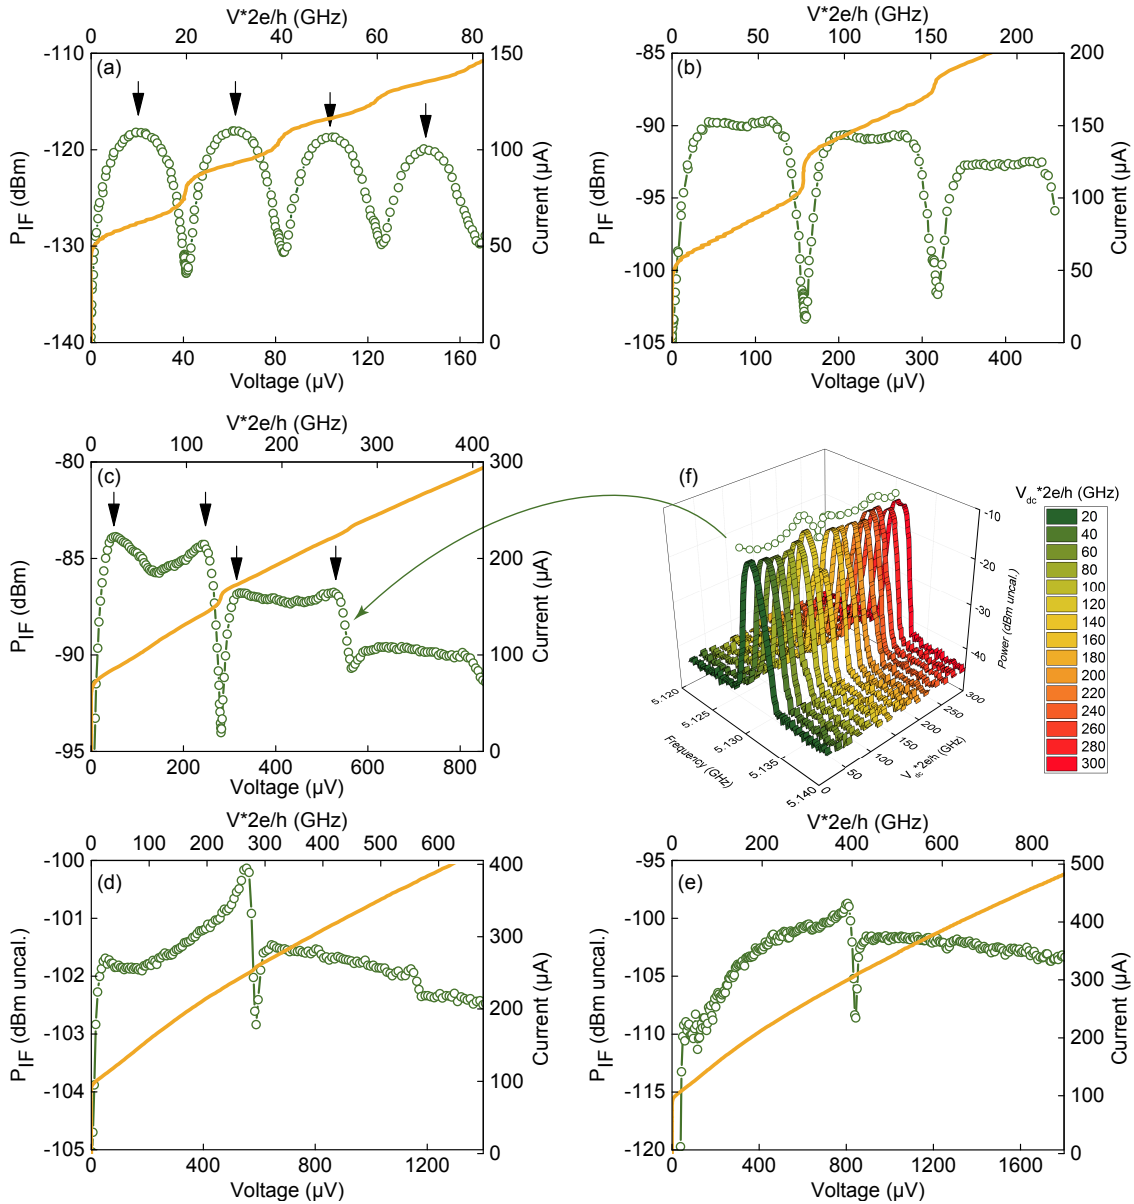 V*2e/h (GHz)
0 20 40 60 80
-110 -120 -130 -140
P_IF (dBm)
(a)
150 100 50 0
Current (µA)
0 40 80 120 160
Voltage (µV)
V*2e/h (GHz)
0 50 100 150 200
-85 -90 -95 -100 -105
P_IF (dBm)
(b)
200 150 100 50 0
Current (µA)
0 100 200 300 400
Voltage (µV)
V*2e/h (GHz)
0 100 200 300 400
-80 -85 -90 -95
P_IF (dBm)
(c)
300 200 100 0
Current (µA)
0 200 400 600 800
Voltage (µV)
(f)
-10 -20 -30 -40
Power (dBm uncal.)
5.120 5.125 5.130 5.135 5.140
Frequency (GHz)
0 50 100 150 200 250 300
V_dc*2e/h (GHz)
V_dc*2e/h (GHz)
20
40
60
80
100
120
140
160
180
200
220
240
260
280
300
V*2e/h (GHz)
0 100 200 300 400 500 600
-100 -101 -102 -103 -104 -105
P_IF (dBm uncal.)
(d)
400 300 200 100 0
Current (µA)
0 400 800 1200
Voltage (µV)
V*2e/h (GHz)
0 200 400 600 800
-95 -100 -105 -110 -115 -120
P_IF (dBm uncal.)
(e)
500 400 300 200 100 0
Current (µA)
0 400 800 1200 1600
Voltage (µV)